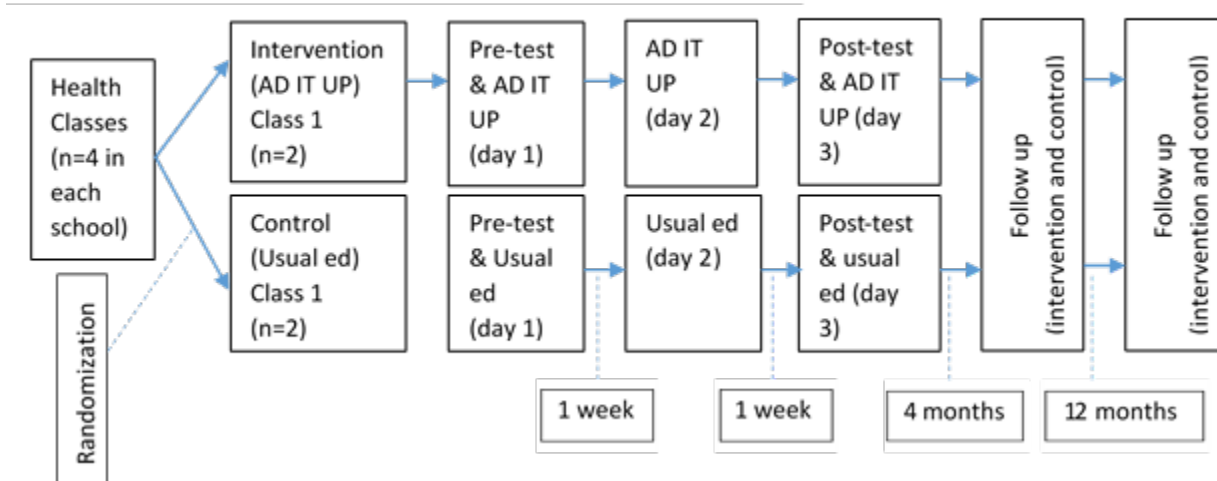 Health
Classes
(n=4 in
each
school)
Randomization
Intervention
(AD IT UP)
Class 1
(n=2)
Control
(Usual ed)
Class 1
(n=2)
Pre-test
& AD IT
UP
(day 1)
Pre-test
& Usual
ed
(day 1)
AD IT
UP
(day 2)
Usual ed
(day 2)
Post-test
& AD IT
UP (day
3)
Post-test
& usual
ed (day
3)
Follow up
(intervention and control)
Follow up
(intervention and control)
1 week
1 week
4 months
12 months